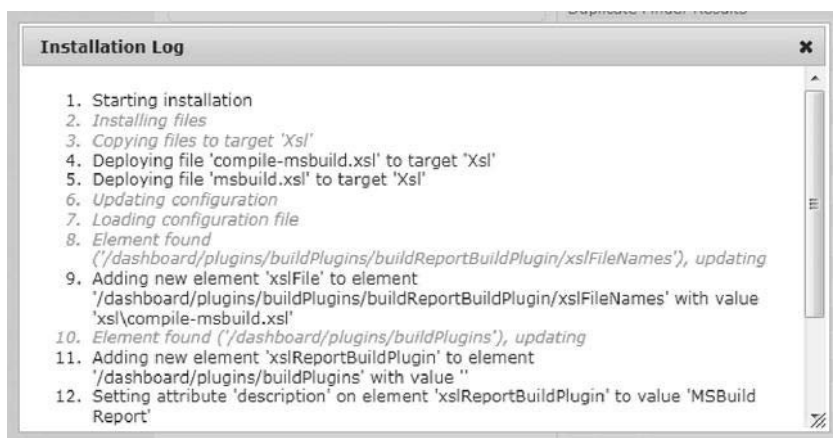 Duplicate Finder Results
Installation Log
1. Starting installation
2. Installing files
3. Copying files to target 'Xsl'
4. Deploying file 'compile-msbuild.xsl' to target 'Xsl'
5. Deploying file 'msbuild.xsl' to target 'Xsl'
6. Updating configuration
7. Loading configuration file
8. Element found
('/dashboard/plugins/buildPlugins/buildReportBuildPlugin/xslFileNames'), updating
9. Adding new element 'xslFile' to element
'/dashboard/plugins/buildPlugins/buildReportBuildPlugin/xslFileNames' with value
'xsl\compile-msbuild.xsl'
10. Element found ('/dashboard/plugins/buildPlugins'), updating
11. Adding new element 'xslReportBuildPlugin' to element
'/dashboard/plugins/buildPlugins' with value ''
12. Setting attribute 'description' on element 'xslReportBuildPlugin' to value 'MSBuild
Report'